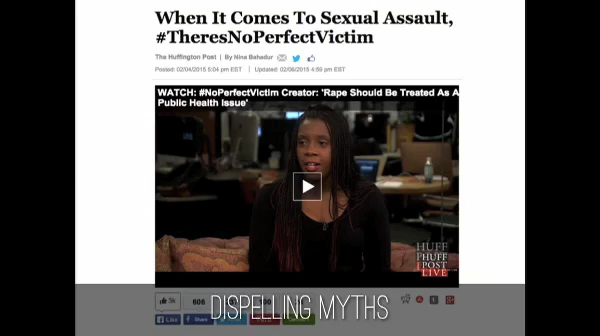 When It Comes To Sexual Assault,
#TheresNoPerfectVictim
The Huffington Post | By Nina Bahadur
Posted: 02/04/2015 5:04 pm EST | Updated: 02/06/2015 4:59 pm EST
WATCH: #NoPerfectVictim Creator: 'Rape Should Be Treated As A
Public Health Issue'
HUFF
HUFF
POST
LIVE
5k
606
DISPELLING MYTHS
Like
Share